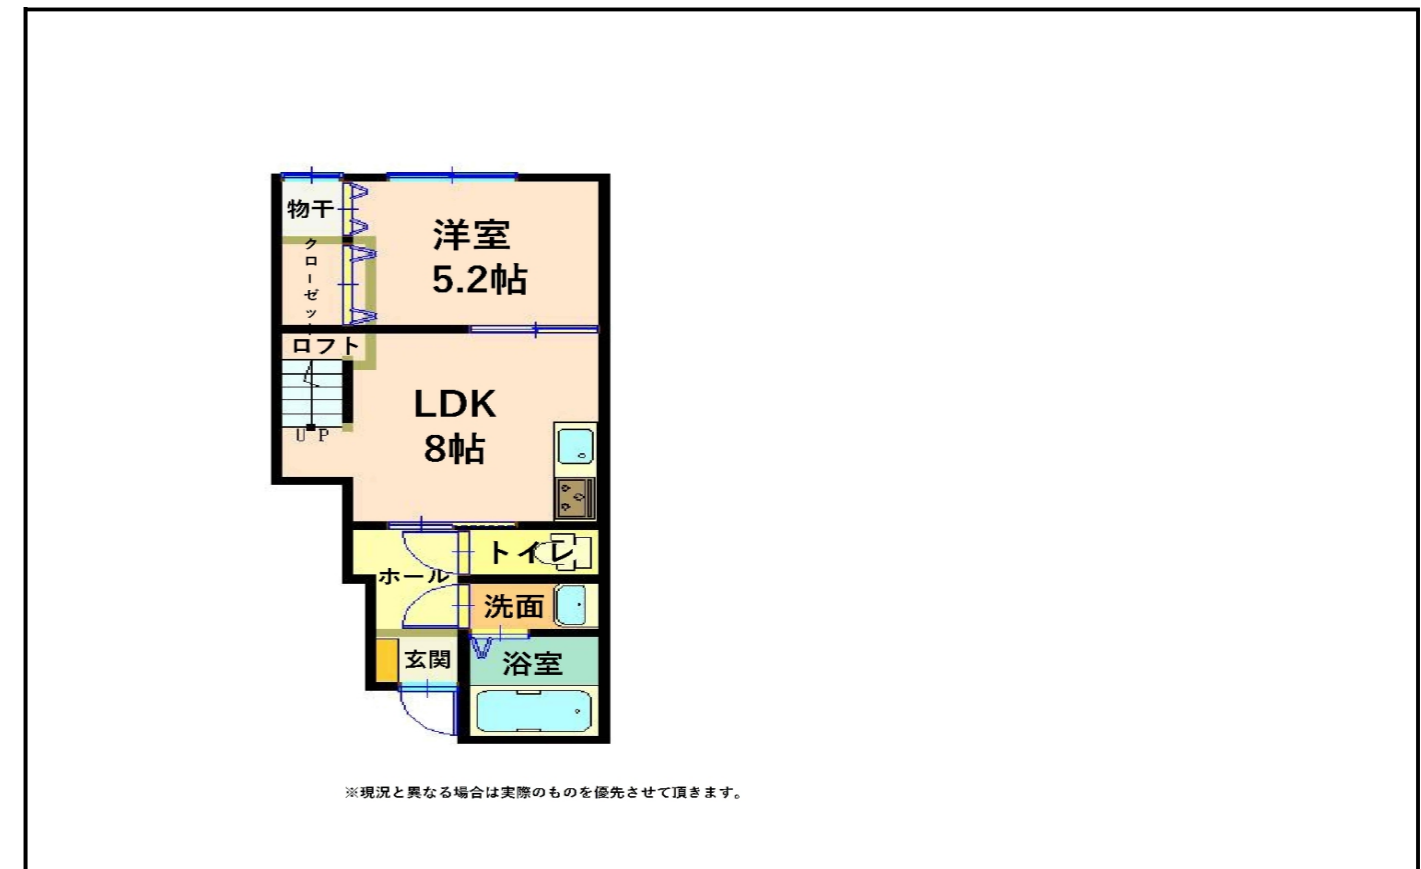 物干
洋室
5.2帖
クローゼット
ロフト
LDK
8帖
UP
トイレ
ホール
洗面
玄関
浴室
※現況と異なる場合は実際のものを優先させて頂きます。